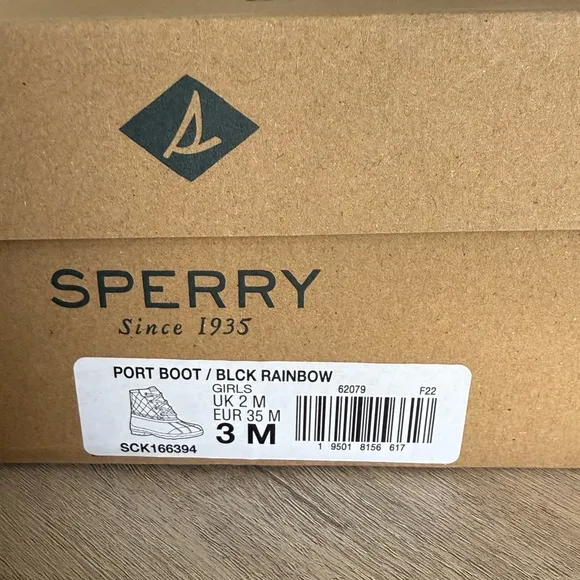 SPERRY
Since 1935
PORT BOOT / BLCK RAINBOW
GIRLS 62079 F22
UK 2 M
EUR 35 M
3 M
SCK166394
1 9501 8156 617